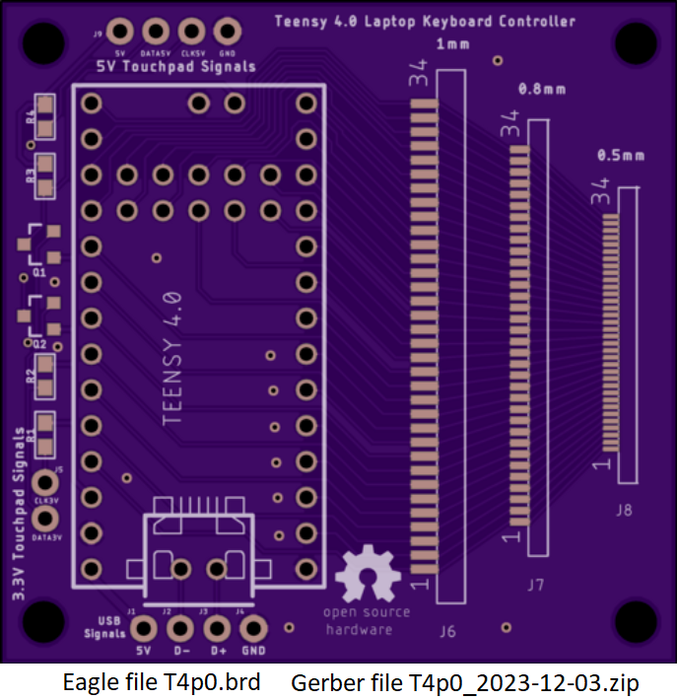 Teensy 4.0 Laptop Keyboard Controller
J9
5V DATA5V CLK5V GND
5V Touchpad Signals
1mm
0.8mm
0.5mm
34
34
34
R4
R3
Q1
Q2
R2
R1
TEENSY 4.0
3.3V Touchpad Signals
J5
CLK3V
DATA3V
1
1
1
J8
J7
J6
open source
hardware
J1 J2 J3 J4
USB
Signals
5V D- D+ GND
Eagle file T4p0.brd Gerber file T4p0_2023-12-03.zip